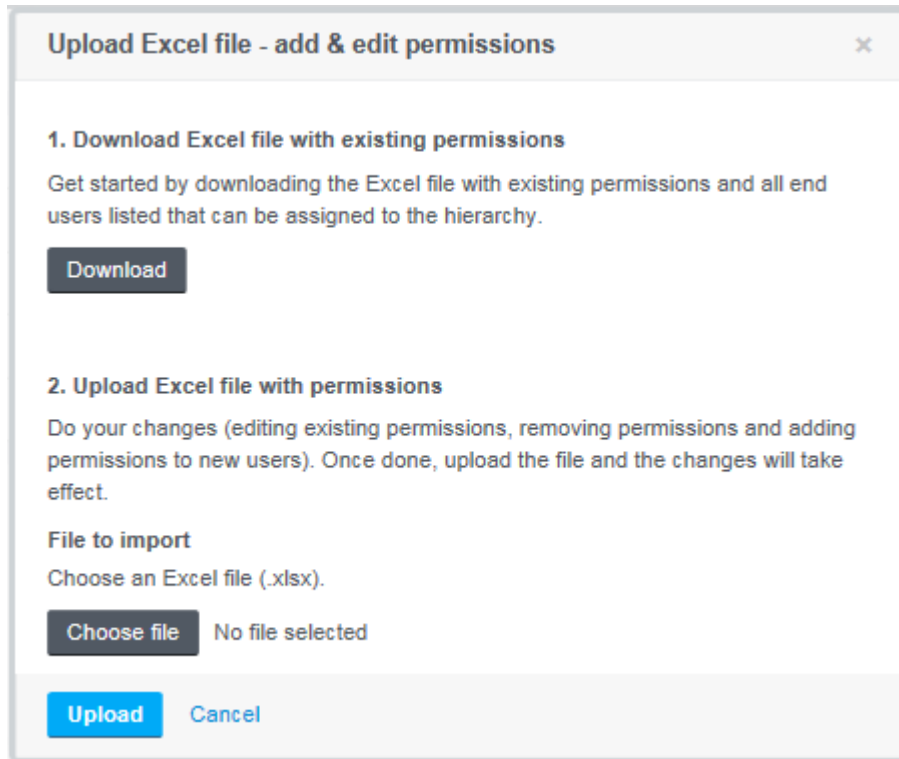 Upload Excel file - add & edit permissions
×
1. Download Excel file with existing permissions
Get started by downloading the Excel file with existing permissions and all end
users listed that can be assigned to the hierarchy.
Download
2. Upload Excel file with permissions
Do your changes (editing existing permissions, removing permissions and adding
permissions to new users). Once done, upload the file and the changes will take
effect.
File to import
Choose an Excel file (.xlsx).
Choose file No file selected
Upload Cancel